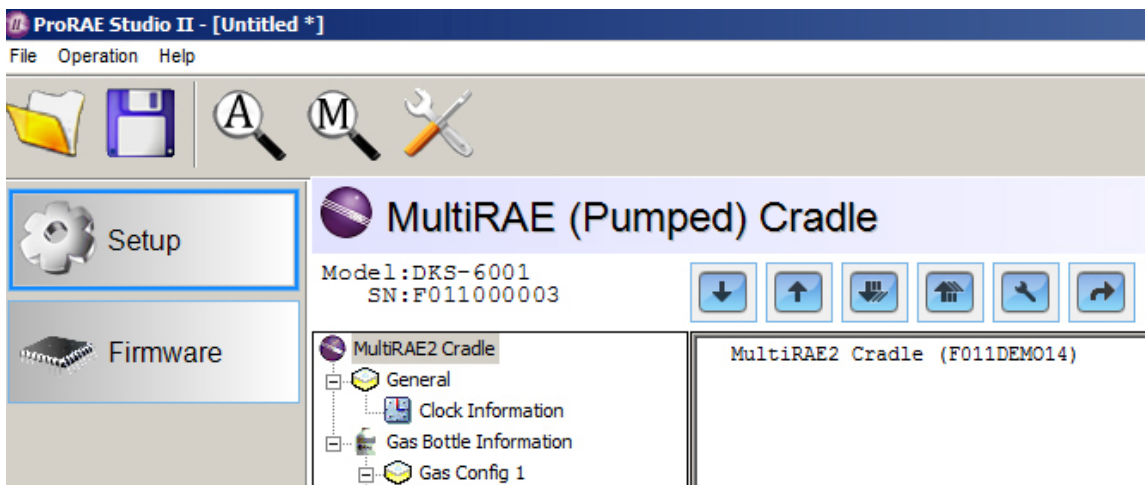 ProRAE Studio II - [Untitled *]
File Operation Help
A M
Setup
Firmware
MultiRAE (Pumped) Cradle
Model:DKS-6001
SN:F011000003
MultiRAE2 Cradle
General
Clock Information
Gas Bottle Information
Gas Config 1
MultiRAE2 Cradle (F011DEMO14)